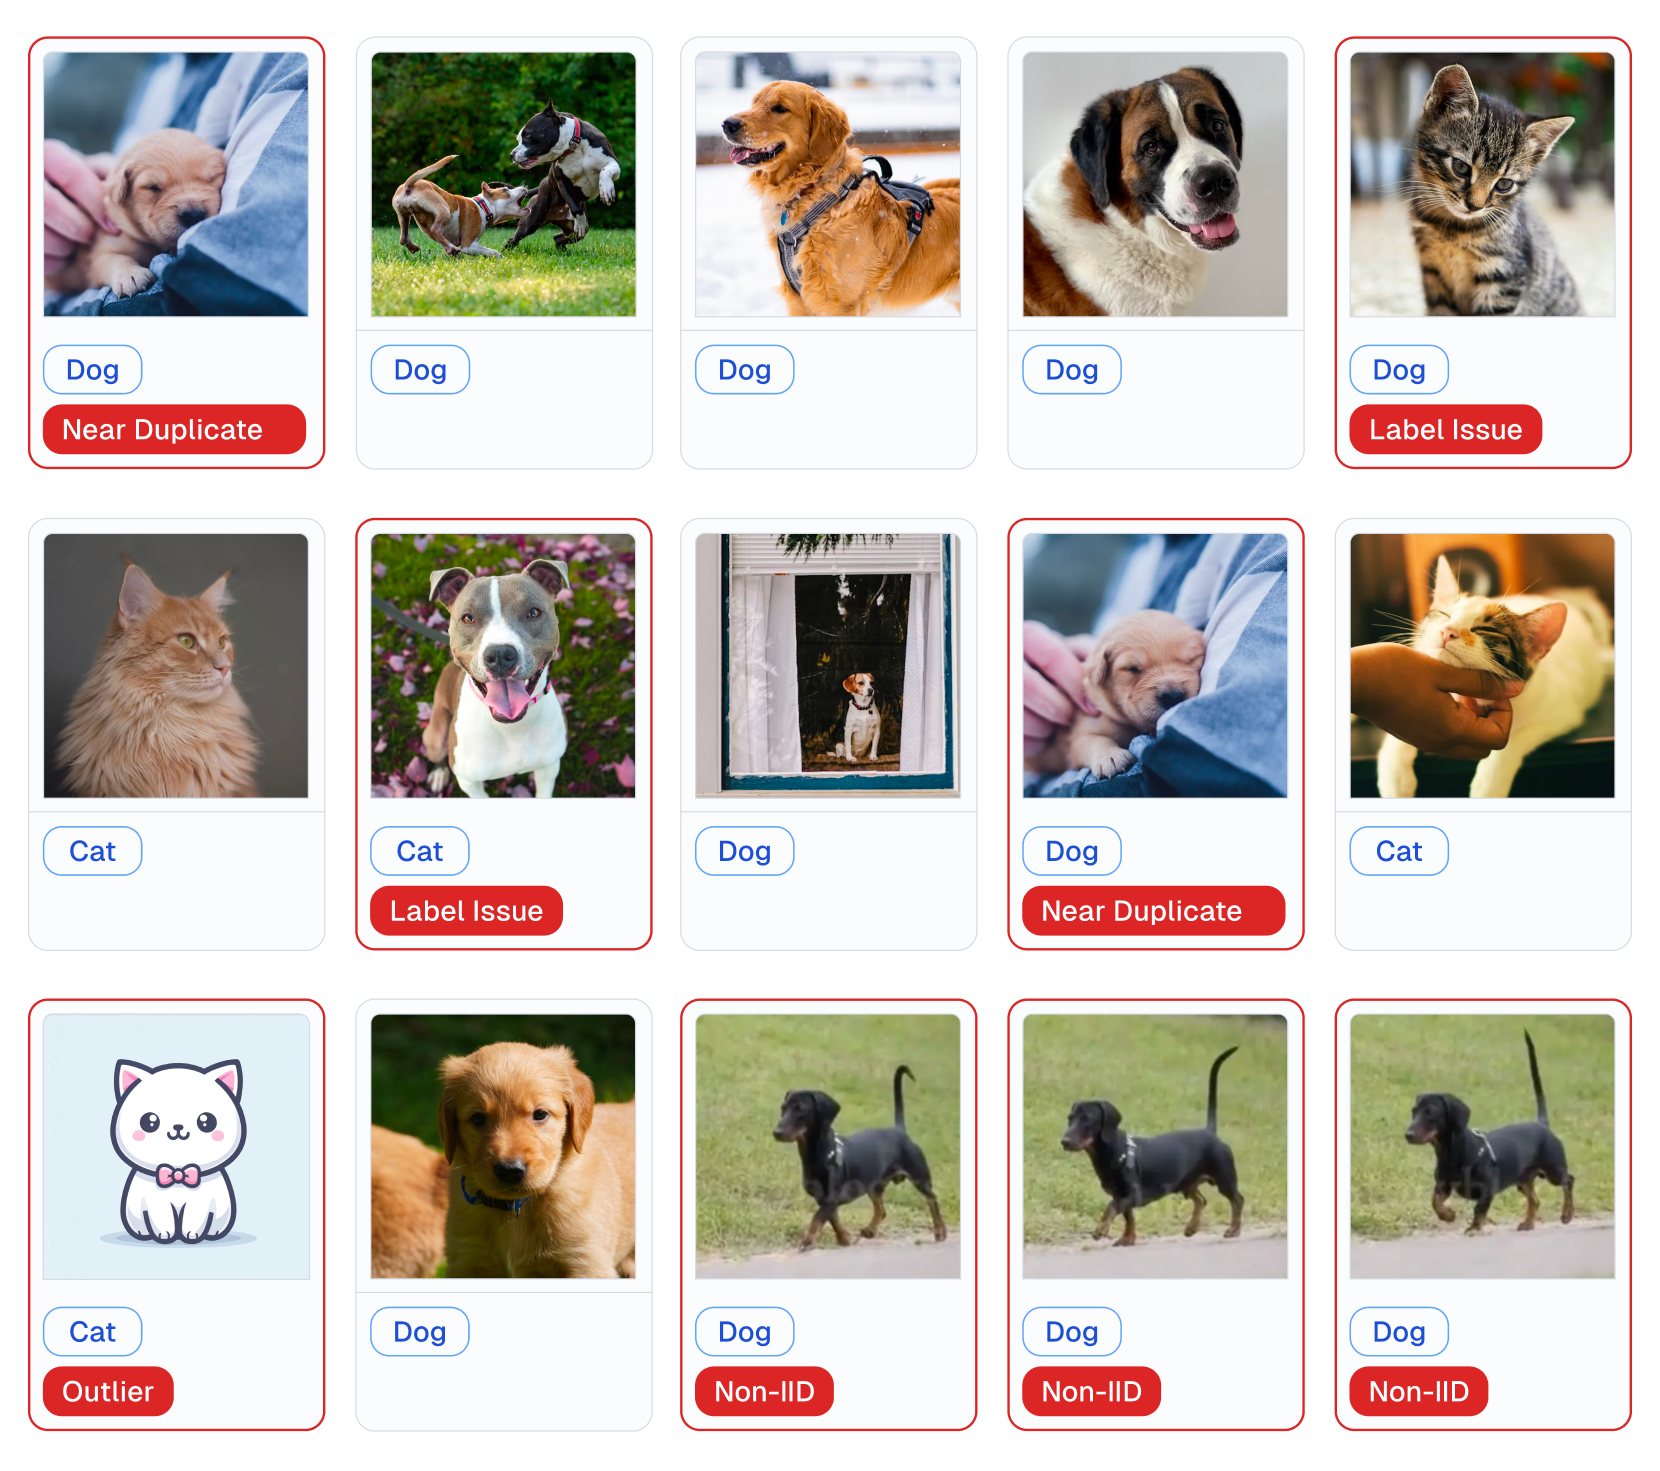 Dog
Near Duplicate
Dog
Dog
Dog
Dog
Label Issue
Cat
Cat
Label Issue
Dog
Dog
Near Duplicate
Cat
Cat
Outlier
Dog
Dog
Non-IID
Dog
Non-IID
Dog
Non-IID